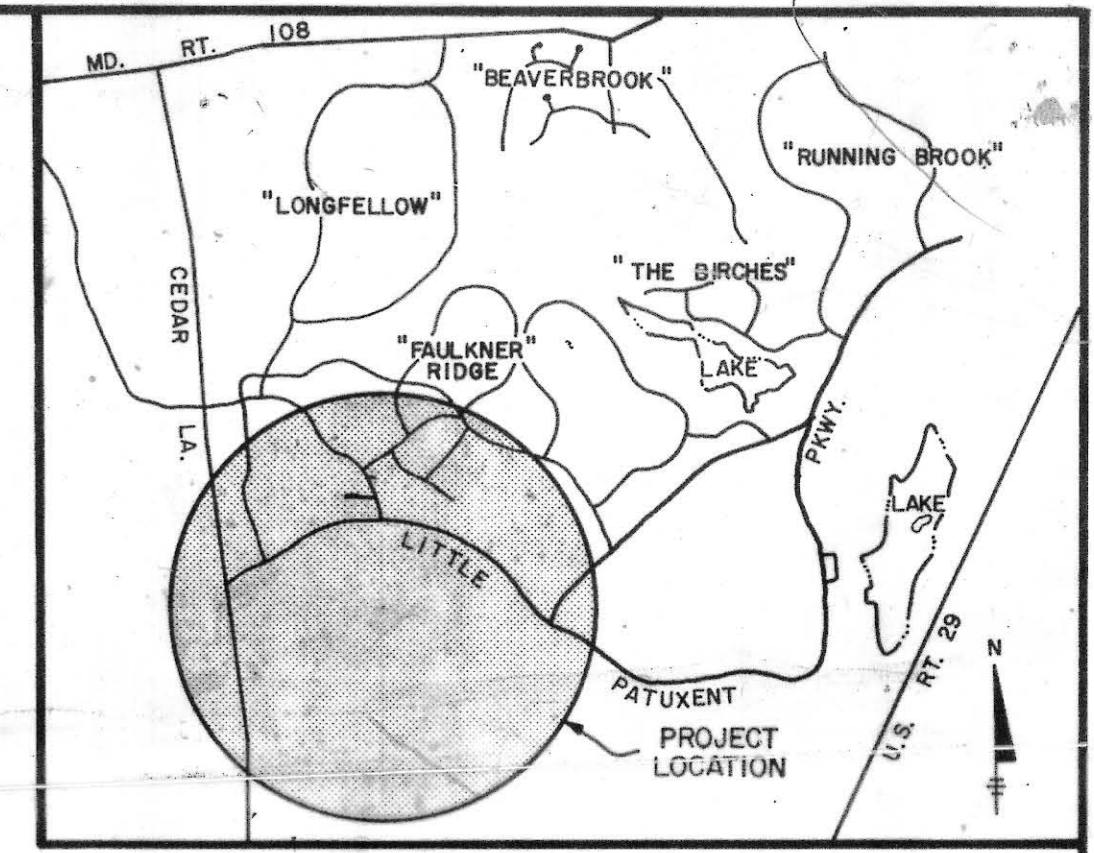 MD. RT. 108
"BEAVERBROOK"
"RUNNING BROOK"
"LONGFELLOW"
"THE BIRCHES"
CEDAR LA.
"FAULKNER"
RIDGE
LAKE
LAKE
LITTLE PATUXENT PKWY.
U.S. RT. 29
N
PROJECT
LOCATION